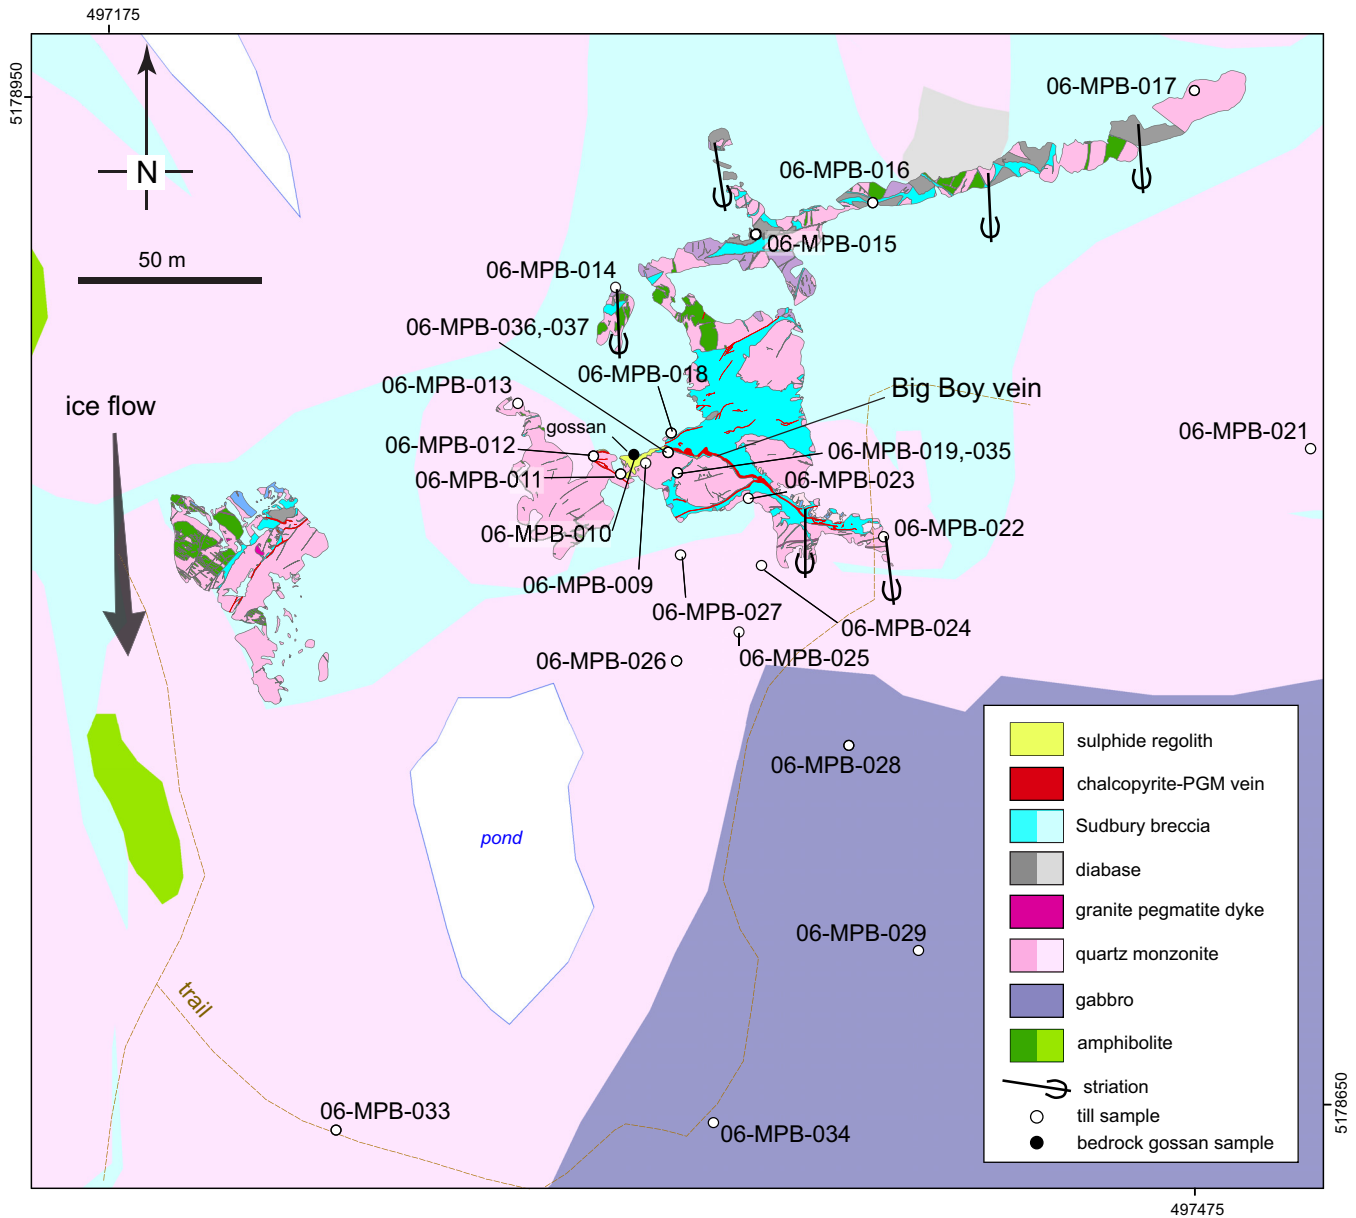 497175
5178950
N
50 m
ice flow
06-MPB-017
06-MPB-016
06-MPB-015
06-MPB-014
06-MPB-036,-037
06-MPB-018
06-MPB-013
Big Boy vein
gossan
06-MPB-012
06-MPB-021
06-MPB-019,-035
06-MPB-011
06-MPB-023
06-MPB-010
06-MPB-022
06-MPB-009
06-MPB-027
06-MPB-024
06-MPB-026
06-MPB-025
06-MPB-028
pond
06-MPB-029
trail
06-MPB-033
06-MPB-034
sulphide regolith
chalcopyrite-PGM vein
Sudbury breccia
diabase
granite pegmatite dyke
quartz monzonite
gabbro
amphibolite
striation
till sample
bedrock gossan sample
5178650
497475